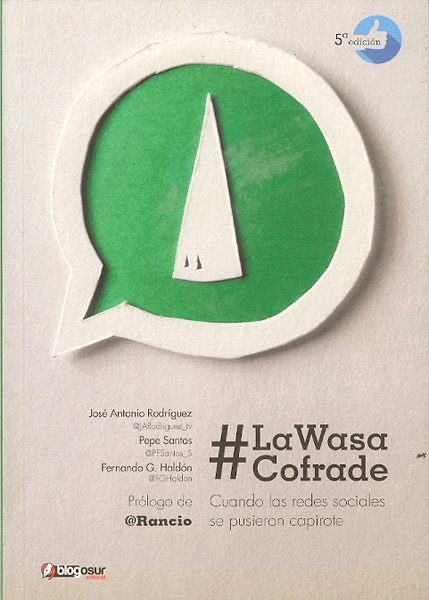 5ª edición
José Antonio Rodríguez
@JARodriguez_tv
Pepe Santos
@PPSantos_S
Fernando G. Haldón
@FGHaldon
Prólogo de
@Rancio
#LaWasa
Cofrade
Cuando las redes sociales
se pusieron capirote
blogosur
editorial